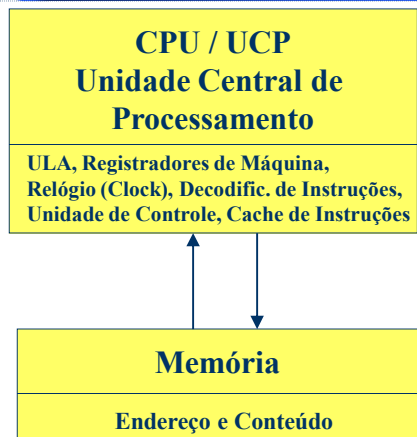 CPU / UCP
Unidade Central de
Processamento
ULA, Registradores de Máquina,
Relógio (Clock), Decodific. de Instruções,
Unidade de Controle, Cache de Instruções
Memória
Endereço e Conteúdo